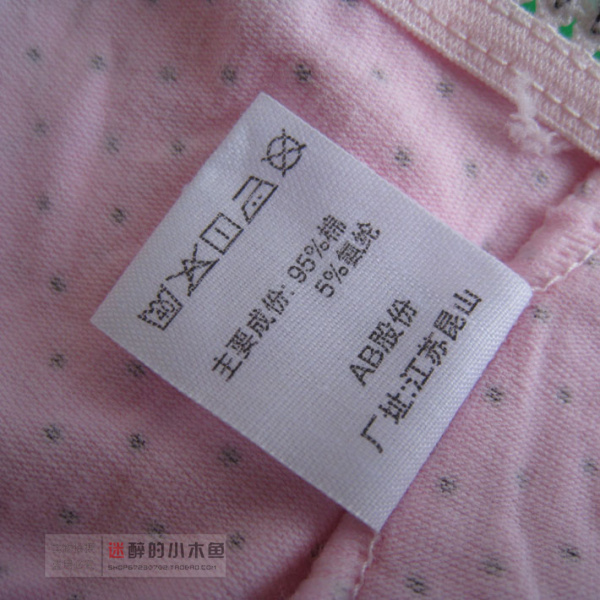 主要成份: 95%棉
5%氨纶
AB股份
厂址:江苏昆山
迷醉的小木鱼